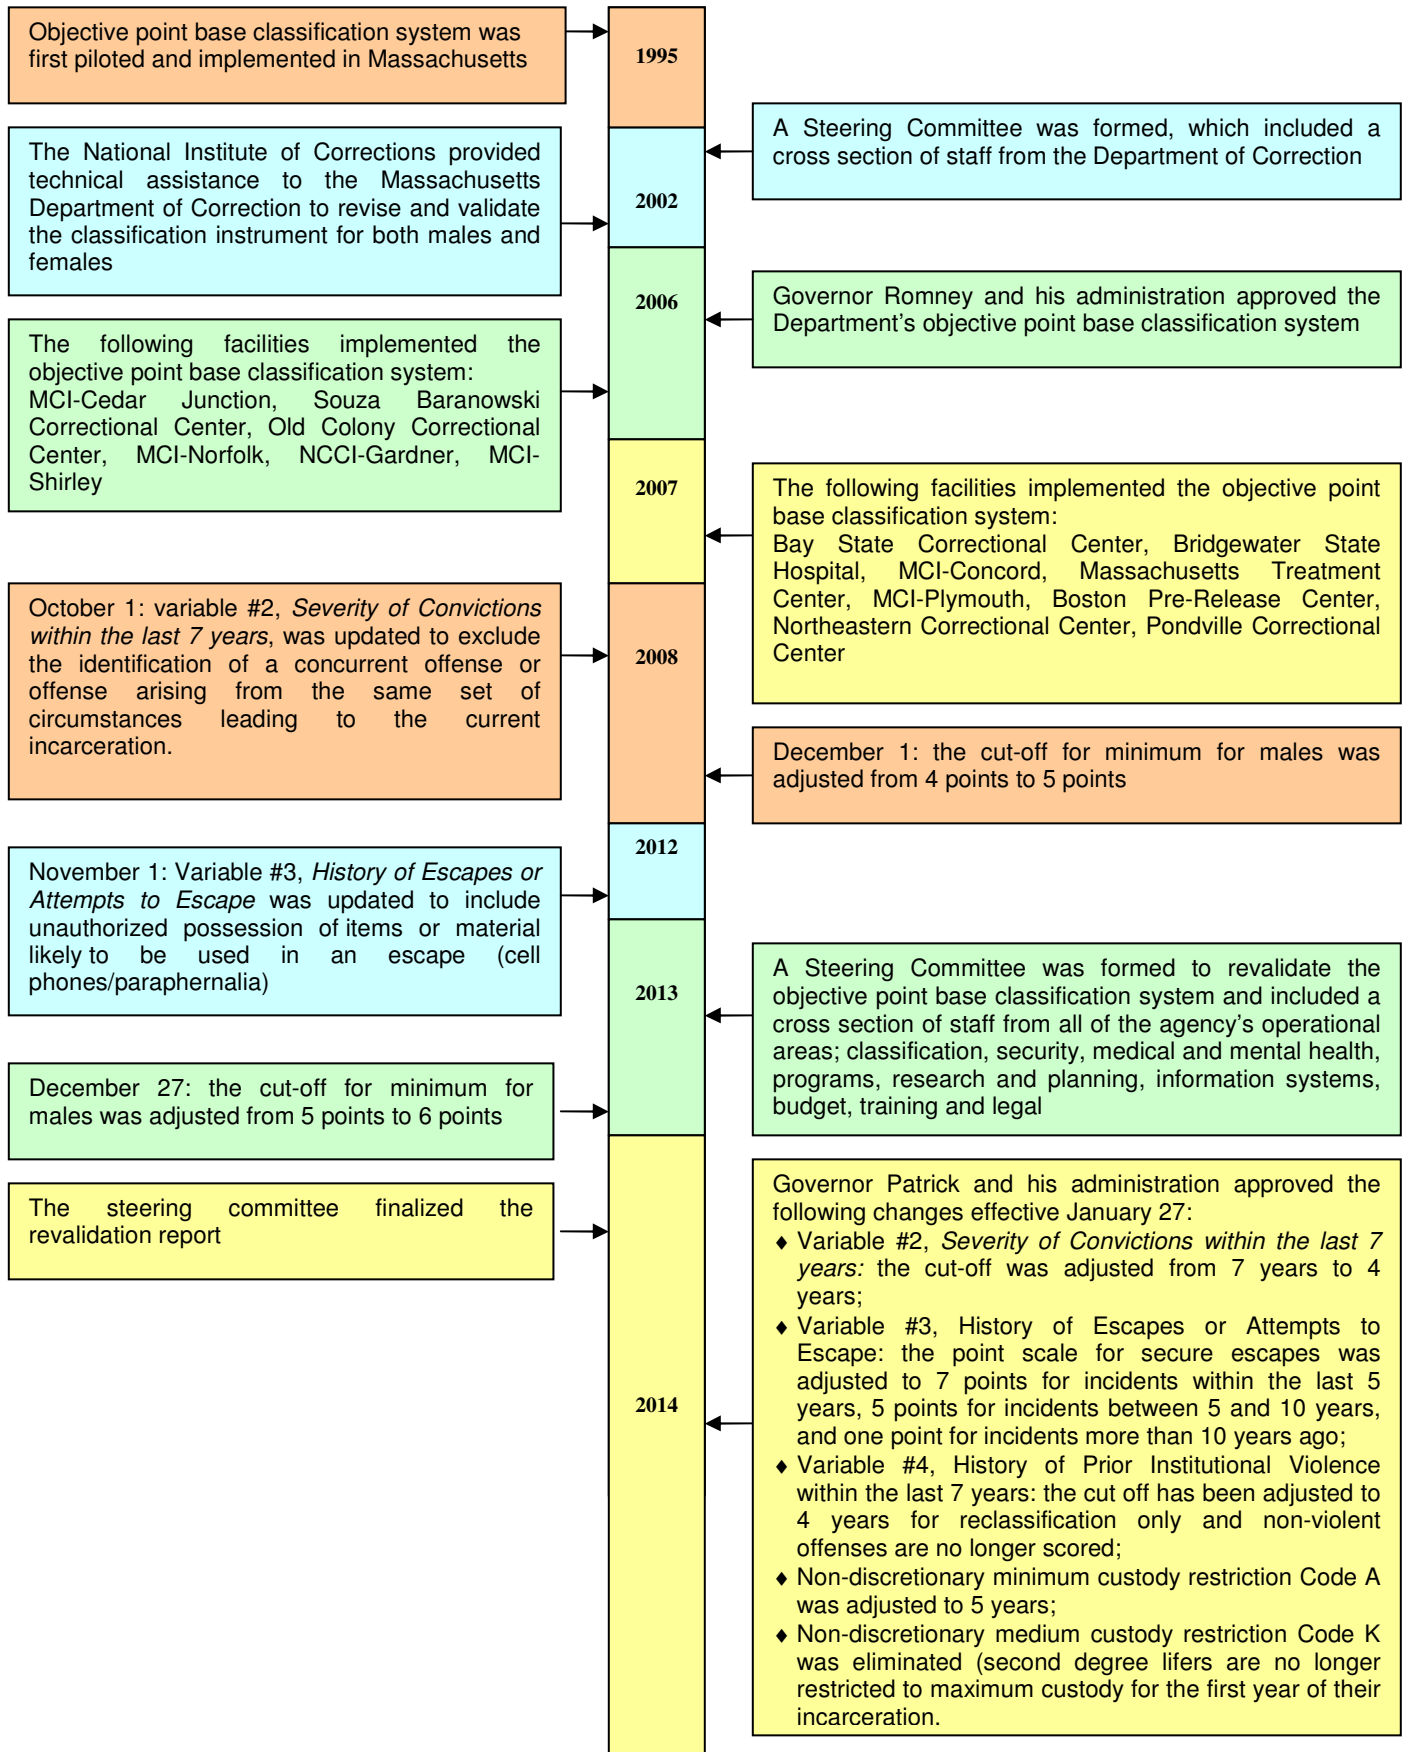 Objective point base classification system was
first piloted and implemented in Massachusetts
1995
A Steering Committee was formed, which included a
cross section of staff from the Department of Correction
The National Institute of Corrections provided
technical assistance to the Massachusetts
Department of Correction to revise and validate
the classification instrument for both males and
females
2002
2006
Governor Romney and his administration approved the
Department's objective point base classification system
The following facilities implemented the
objective point base classification system:
MCI-Cedar Junction, Souza Baranowski
Correctional Center, Old Colony Correctional
Center, MCI-Norfolk, NCCI-Gardner, MCI-
Shirley
2007
The following facilities implemented the objective point
base classification system:
Bay State Correctional Center, Bridgewater State
Hospital, MCI-Concord, Massachusetts Treatment
Center, MCI-Plymouth, Boston Pre-Release Center,
Northeastern Correctional Center, Pondville Correctional
Center
October 1: variable #2, Severity of Convictions
within the last 7 years, was updated to exclude
the identification of a concurrent offense or
offense arising from the same set of
circumstances leading to the current
incarceration.
2008
December 1: the cut-off for minimum for males was
adjusted from 4 points to 5 points
2012
November 1: Variable #3, History of Escapes or
Attempts to Escape was updated to include
unauthorized possession of items or material
likely to be used in an escape (cell
phones/paraphernalia)
2013
A Steering Committee was formed to revalidate the
objective point base classification system and included a
cross section of staff from all of the agency's operational
areas; classification, security, medical and mental health,
programs, research and planning, information systems,
budget, training and legal
December 27: the cut-off for minimum for
males was adjusted from 5 points to 6 points
The steering committee finalized the
revalidation report
2014
Governor Patrick and his administration approved the
following changes effective January 27:
♦ Variable #2, Severity of Convictions within the last 7
years: the cut-off was adjusted from 7 years to 4
years;
♦ Variable #3, History of Escapes or Attempts to
Escape: the point scale for secure escapes was
adjusted to 7 points for incidents within the last 5
years, 5 points for incidents between 5 and 10 years,
and one point for incidents more than 10 years ago;
♦ Variable #4, History of Prior Institutional Violence
within the last 7 years: the cut off has been adjusted to
4 years for reclassification only and non-violent
offenses are no longer scored;
♦ Non-discretionary minimum custody restriction Code A
was adjusted to 5 years;
♦ Non-discretionary medium custody restriction Code K
was eliminated (second degree lifers are no longer
restricted to maximum custody for the first year of their
incarceration.